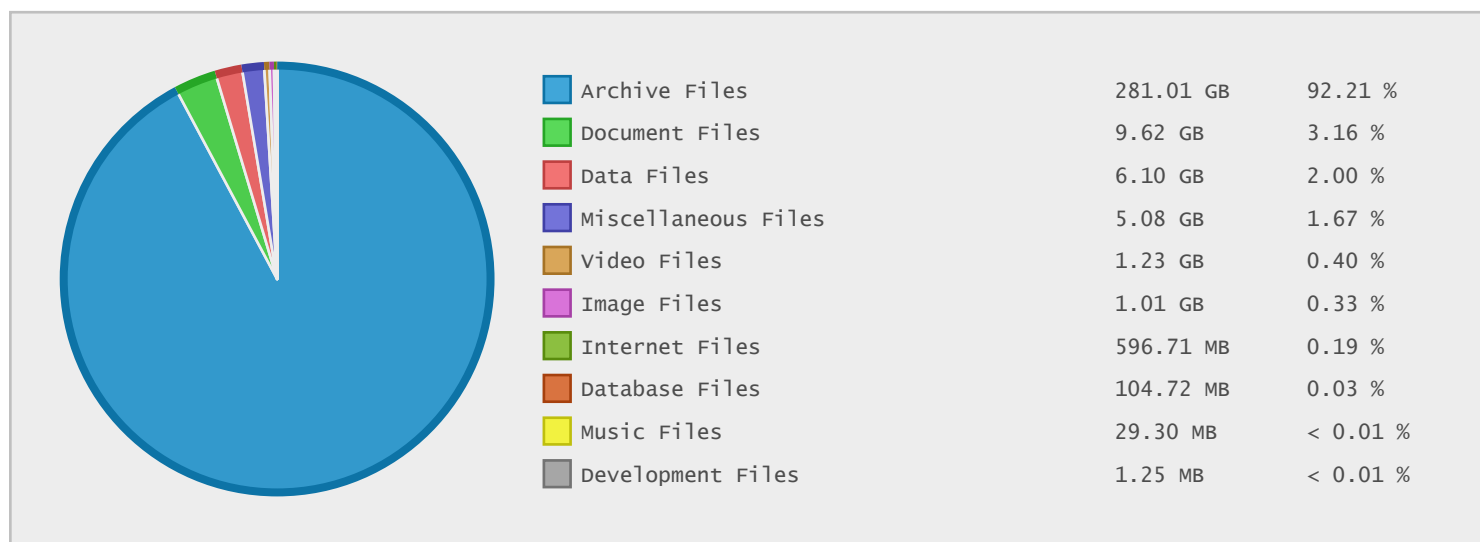 Archive Files 281.01 GB 92.21 %
Document Files 9.62 GB 3.16 %
Data Files 6.10 GB 2.00 %
Miscellaneous Files 5.08 GB 1.67 %
Video Files 1.23 GB 0.40 %
Image Files 1.01 GB 0.33 %
Internet Files 596.71 MB 0.19 %
Database Files 104.72 MB 0.03 %
Music Files 29.30 MB < 0.01 %
Development Files 1.25 MB < 0.01 %